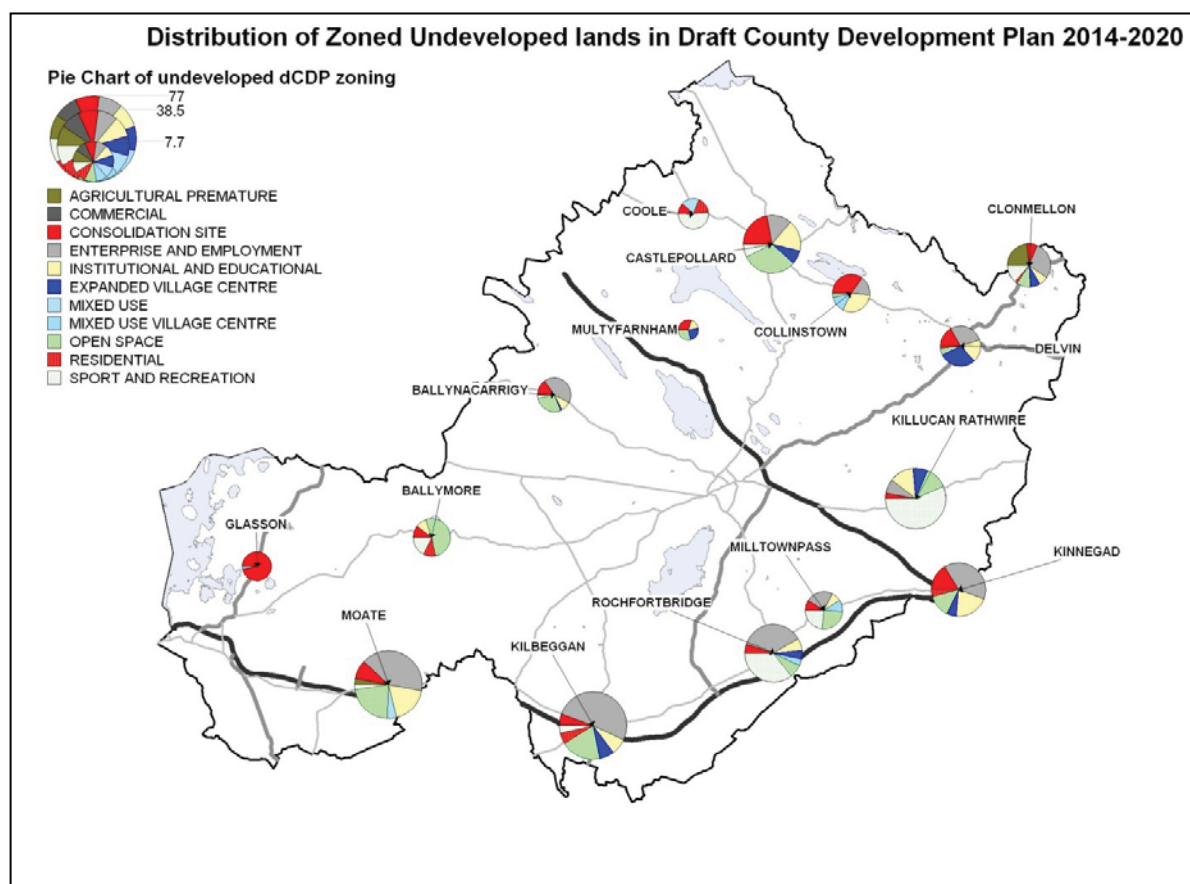 Distribution of Zoned Undeveloped lands in Draft County Development Plan 2014-2020
Pie Chart of undeveloped dCDP zoning
77
38.5
7.7
AGRICULTURAL PREMATURE
COMMERCIAL
CONSOLIDATION SITE
ENTERPRISE AND EMPLOYMENT
INSTITUTIONAL AND EDUCATIONAL
EXPANDED VILLAGE CENTRE
MIXED USE
MIXED USE VILLAGE CENTRE
OPEN SPACE
RESIDENTIAL
SPORT AND RECREATION
COOLE
CLONMELLON
CASTLEPOLLARD
MULTYFARNHAM
COLLINSTOWN
DELVIN
BALLYNACARRIGY
KILLUCAN RATHWIRE
BALLYMORE
GLASSON
MILLTOWNPASS
KINNEGAD
ROCHFORTBRIDGE
MOATE
KILBEGGAN